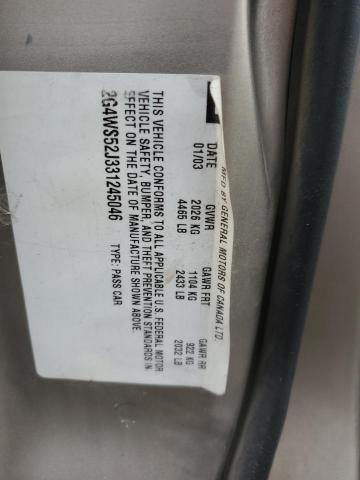 MFD BY GENERAL MOTORS OF CANADA LTD.
DATE GVWR GAWR FRT GAWR RR
01/03 2026 KG 1104 KG 922 KG
4465 LB 2433 LB 2032 LB
THIS VEHICLE CONFORMS TO ALL APPLICABLE U.S. FEDERAL MOTOR
VEHICLE SAFETY, BUMPER, AND THEFT PREVENTION STANDARDS IN
EFFECT ON THE DATE OF MANUFACTURE SHOWN ABOVE.
2G4WS52J331245046 TYPE: PASS CAR